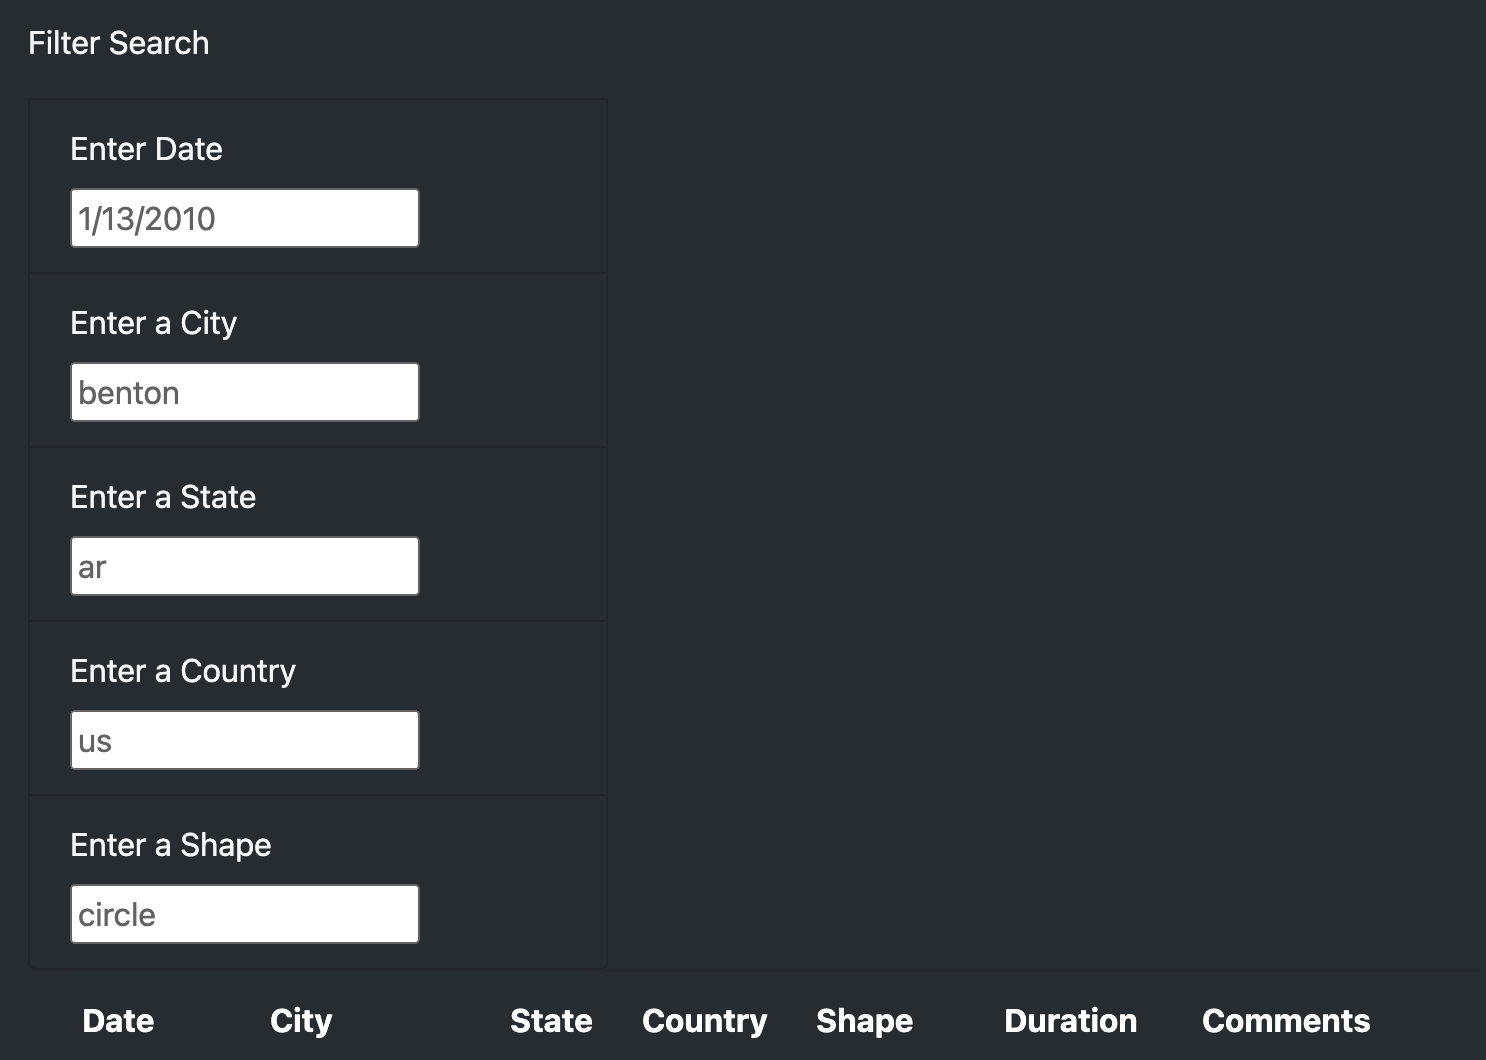 Filter Search
Enter Date
1/13/2010
Enter a City
benton
Enter a State
ar
Enter a Country
us
Enter a Shape
circle
Date City State Country Shape Duration Comments